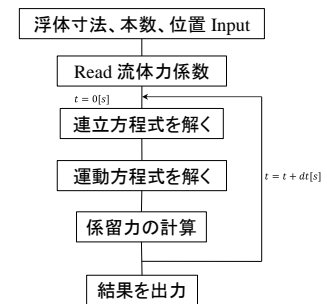 浮体寸法、本数、位置 Input
Read 流体力係数
t = 0[s]
連立方程式を解く
運動方程式を解く
t = t + dt[s]
係留力の計算
結果を出力